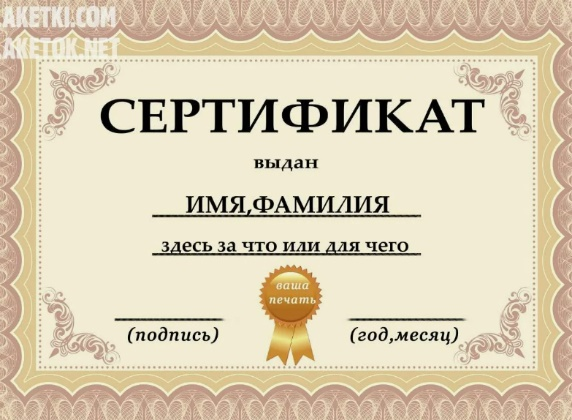 AKETKI.COM
AKETOK.NET
СЕРТИФИКАТ
выдан
ИМЯ,ФАМИЛИЯ
здесь за что или для чего
ваша
печать
(подпись)
(год,месяц)